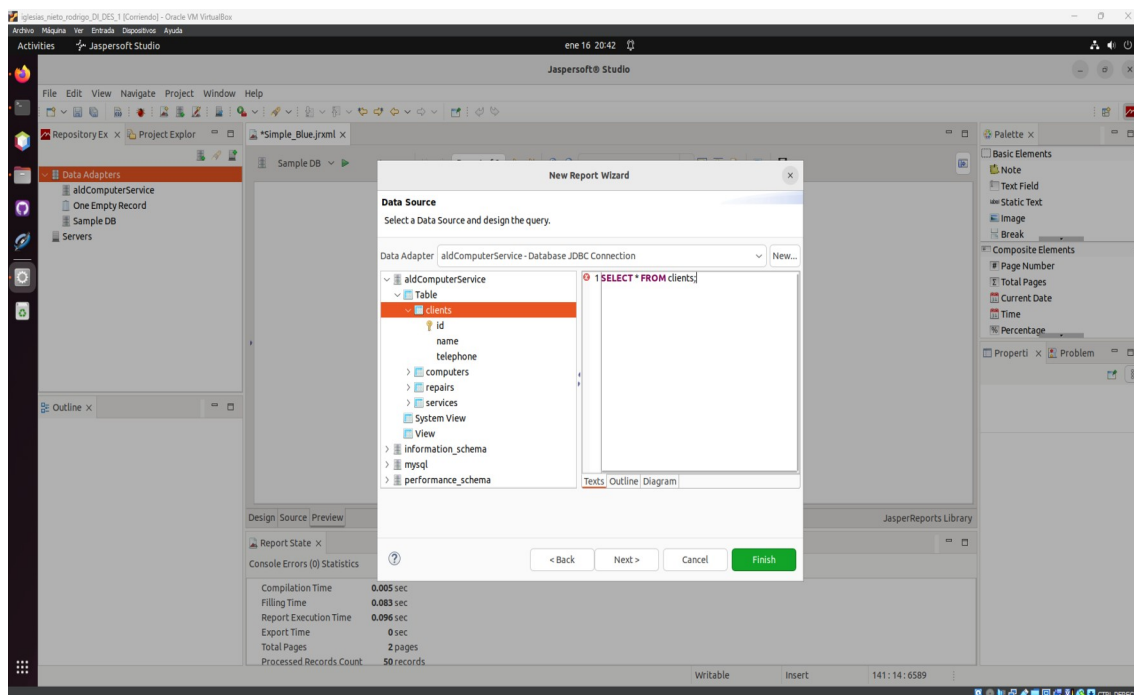 iglesias_nieto_rodrigo_DI_DES_1 [Corriendo] - Oracle VM VirtualBox
Archivo Máquina Ver Entrada Dispositivos Ayuda
Activities Jaspersoft Studio ene 16 20:42
Jaspersoft® Studio
File Edit View Navigate Project Window Help
Repository Ex Project Explor
*Simple_Blue.jrxml
Sample DB
Data Adapters
aldComputerService
One Empty Record
Sample DB
Servers
Outline
New Report Wizard
Data Source
Select a Data Source and design the query.
Data Adapter aldComputerService - Database JDBC Connection New...
aldComputerService
Table
clients
id
name
telephone
computers
repairs
services
System View
View
information_schema
mysql
performance_schema
1 SELECT * FROM clients;
Texts Outline Diagram
< Back Next > Cancel Finish
Palette
Basic Elements
Note
Text Field
Static Text
Image
Break
Composite Elements
Page Number
Total Pages
Current Date
Time
Percentage
Properti Problem
Design Source Preview
JasperReports Library
Report State
Console Errors (0) Statistics
Compilation Time 0.005 sec
Filling Time 0.083 sec
Report Execution Time 0.096 sec
Export Time 0 sec
Total Pages 2 pages
Processed Records Count 50 records
Writable Insert 141 : 14 : 6589